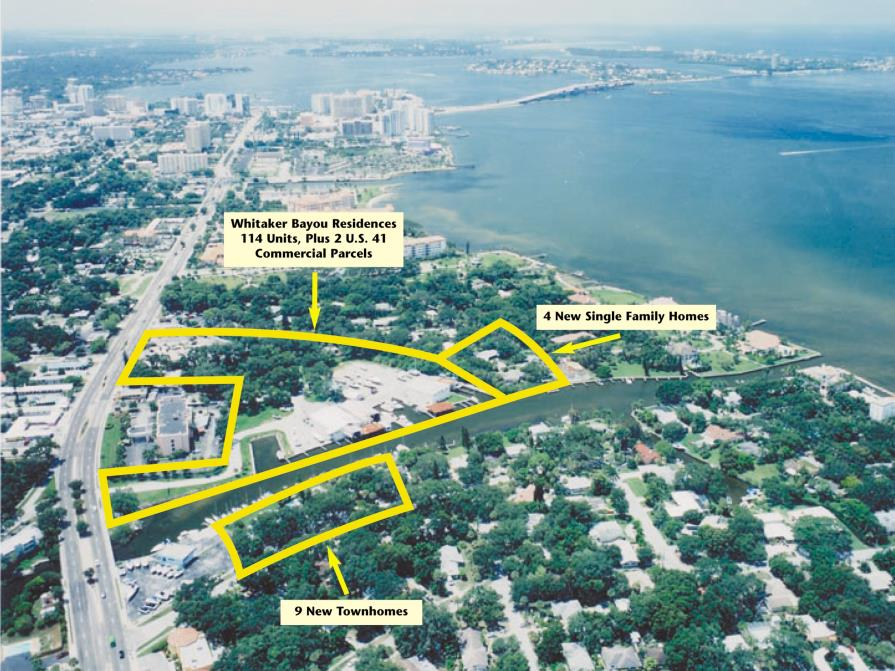 Whitaker Bayou Residences
114 Units, Plus 2 U.S. 41
Commercial Parcels
4 New Single Family Homes
9 New Townhomes